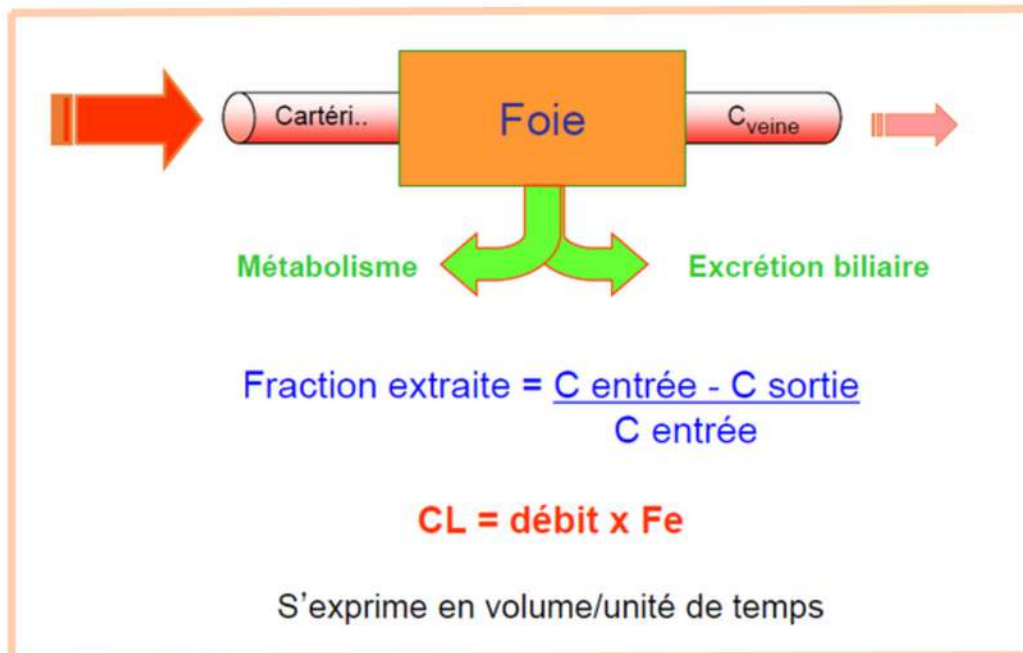 Cartéri..
Foie
Cveine
Métabolisme
Excrétion biliaire
Fraction extraite = C entrée - C sortie
C entrée
CL = débit x Fe
S'exprime en volume/unité de temps